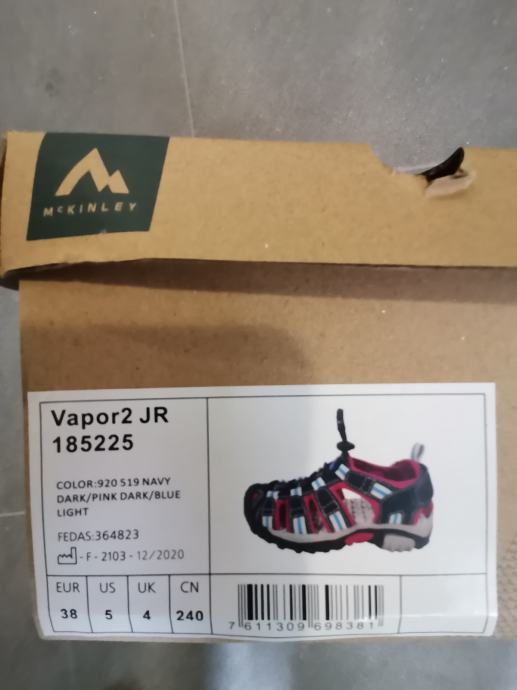 McKINLEY
Vapor2 JR
185225
COLOR:920 519 NAVY
DARK/PINK DARK/BLUE
LIGHT
FEDAS:364823
- F - 2103 - 12/2020
EUR US UK CN
38 5 4 240
7 611309 698381